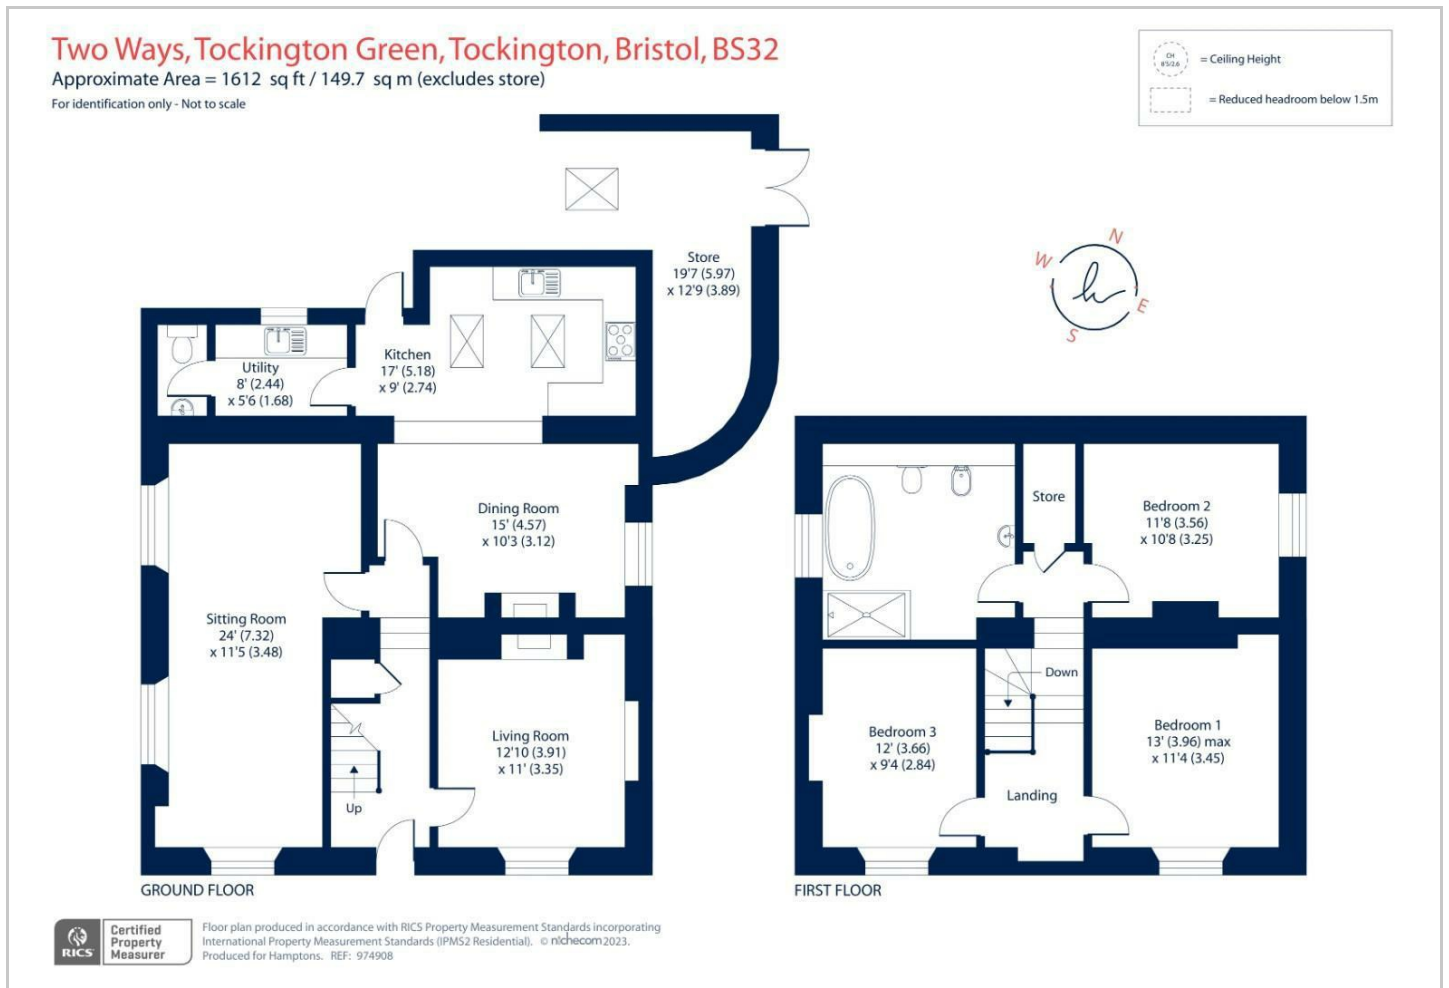 Two Ways, Tockington Green, Tockington, Bristol, BS32
Approximate Area = 1612 sq ft / 149.7 sq m (excludes store)
For identification only - Not to scale
CH
8'5/2.6
= Ceiling Height
= Reduced headroom below 1.5m
N
W
E
S
Store
19'7 (5.97)
x 12'9 (3.89)
Kitchen
17' (5.18)
x 9' (2.74)
Utility
8' (2.44)
x 5'6 (1.68)
Dining Room
15' (4.57)
x 10'3 (3.12)
Sitting Room
24' (7.32)
x 11'5 (3.48)
Living Room
12'10 (3.91)
x 11' (3.35)
Up
GROUND FLOOR
Store
Bedroom 2
11'8 (3.56)
x 10'8 (3.25)
Down
Bedroom 3
12' (3.66)
x 9'4 (2.84)
Bedroom 1
13' (3.96) max
x 11'4 (3.45)
Landing
FIRST FLOOR
RICS
Certified
Property
Measurer
Floor plan produced in accordance with RICS Property Measurement Standards incorporating
International Property Measurement Standards (IPMS2 Residential). © nichecom 2023.
Produced for Hamptons. REF: 974908